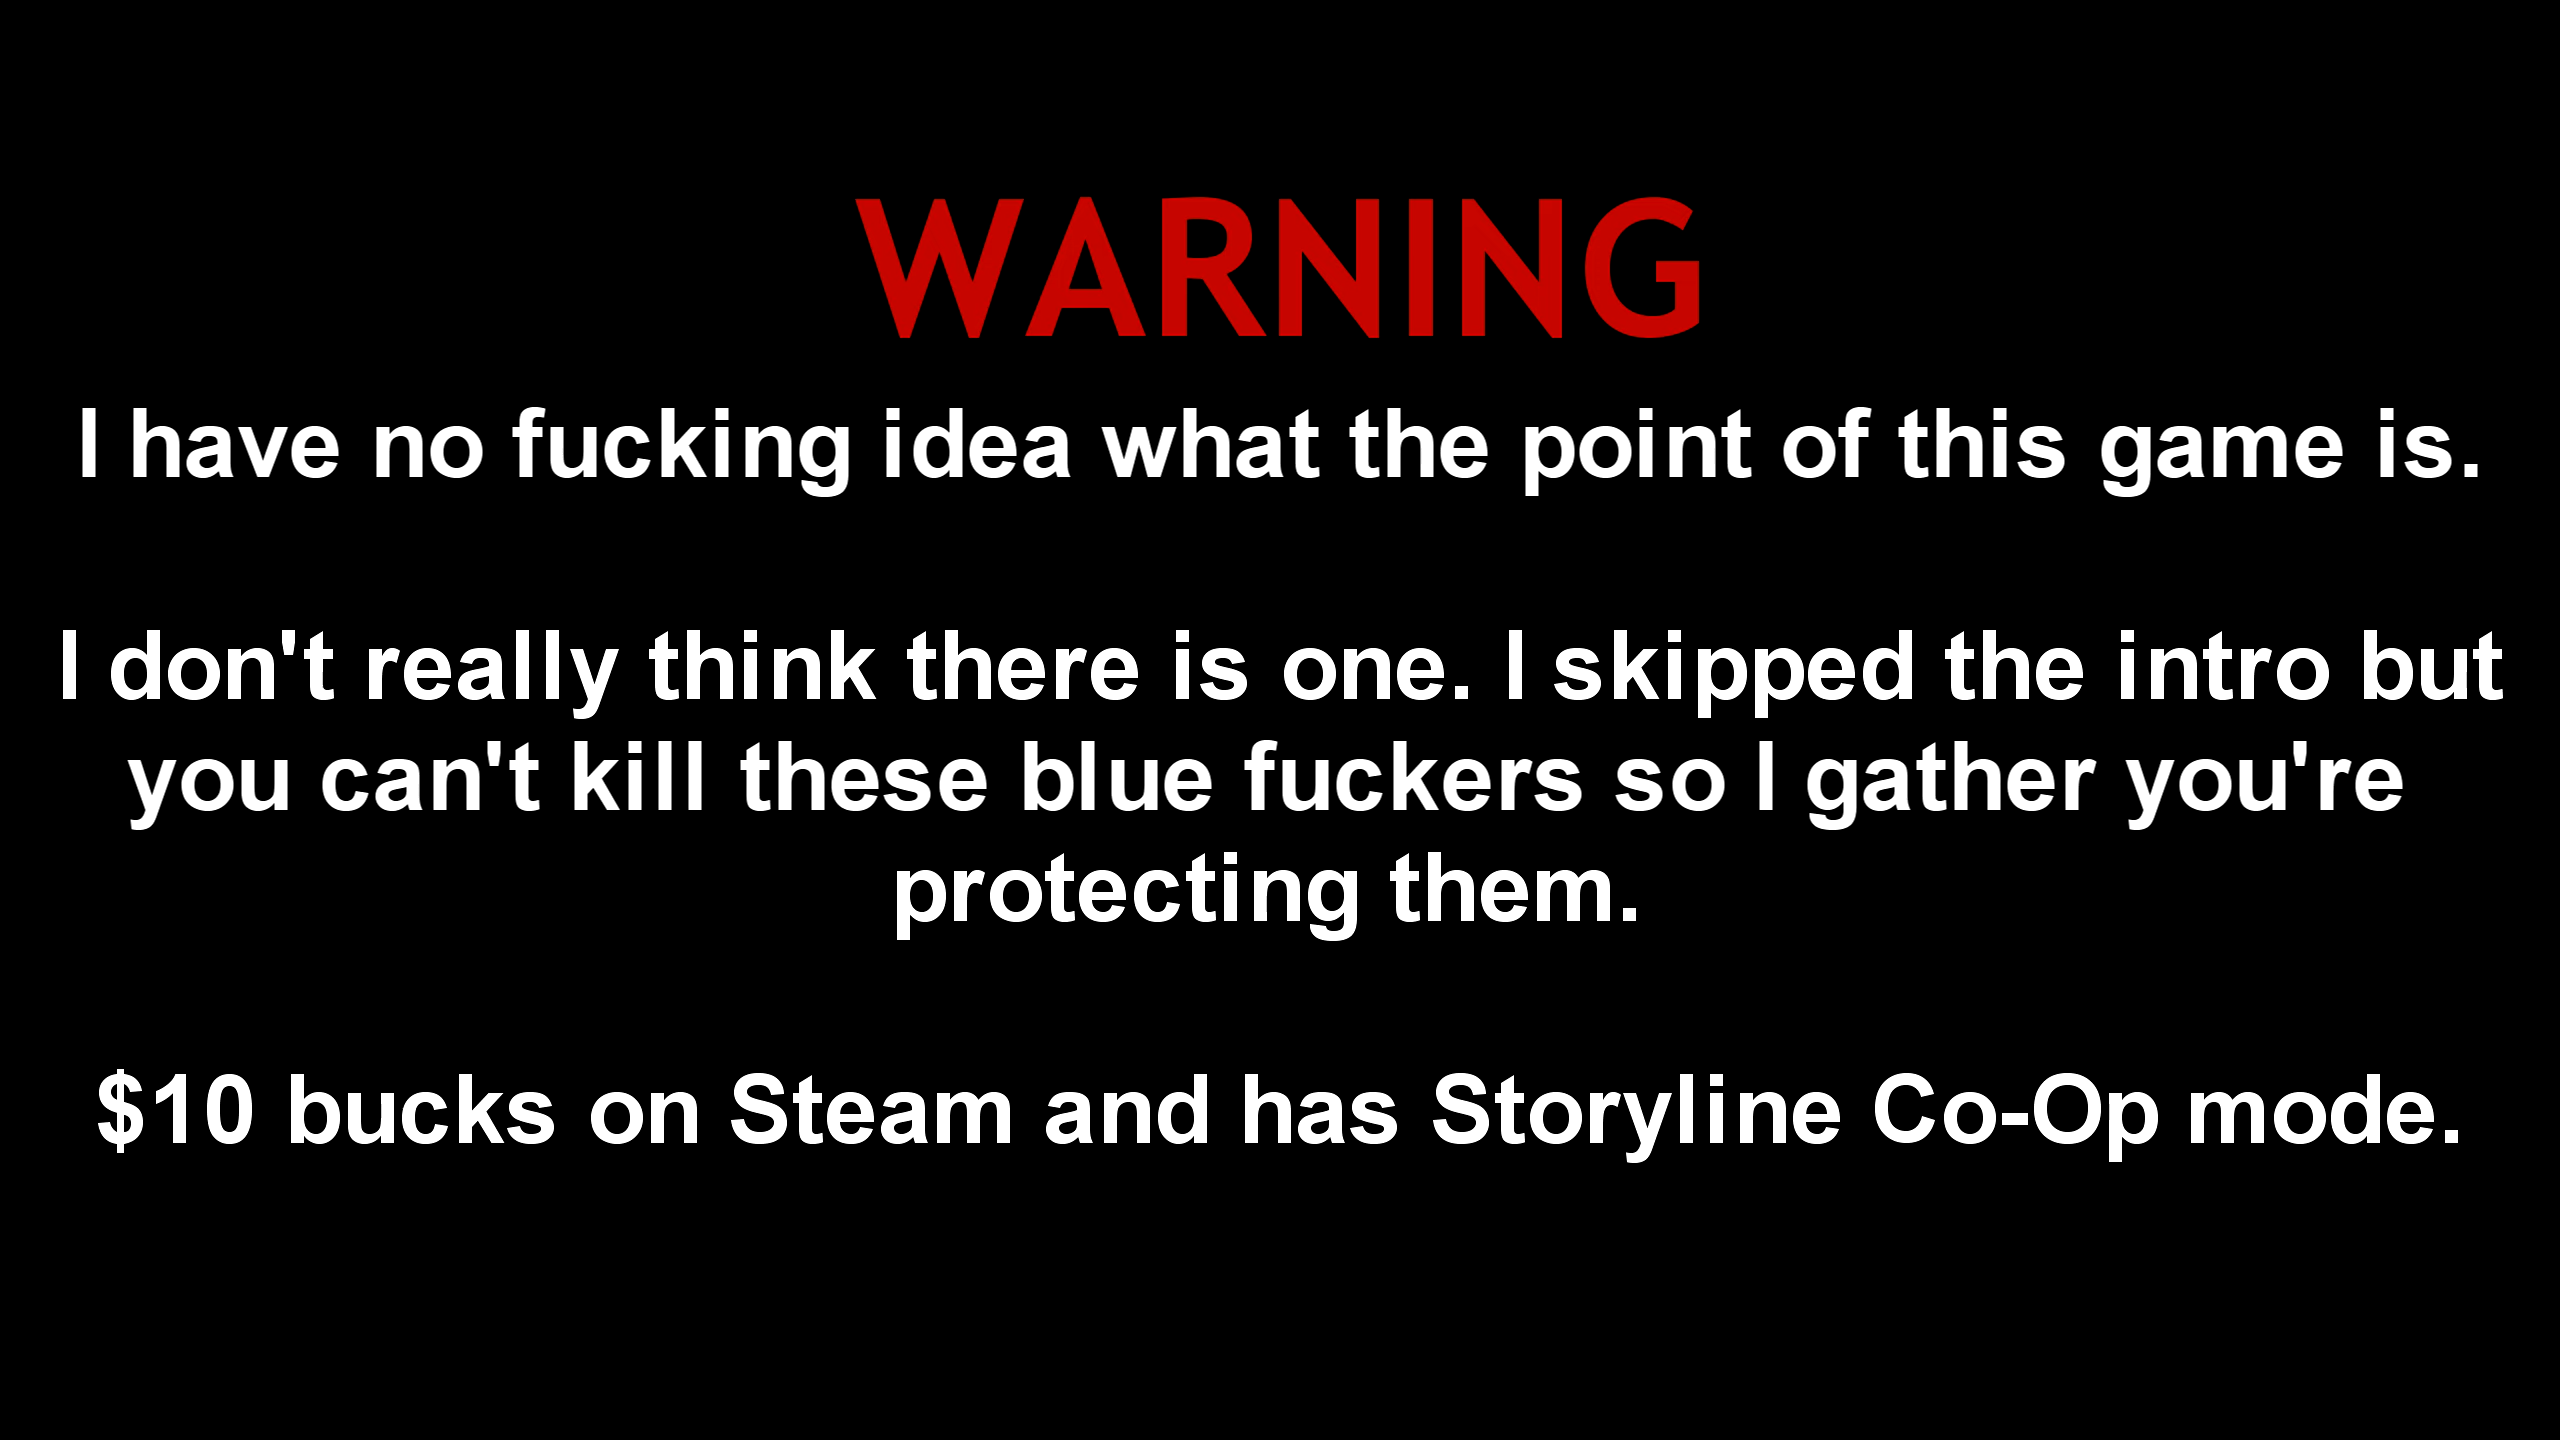 WARNING
I have no fucking idea what the point of this game is.
I don't really think there is one. I skipped the intro but
you can't kill these blue fuckers so I gather you're
protecting them.
$10 bucks on Steam and has Storyline Co-Op mode.